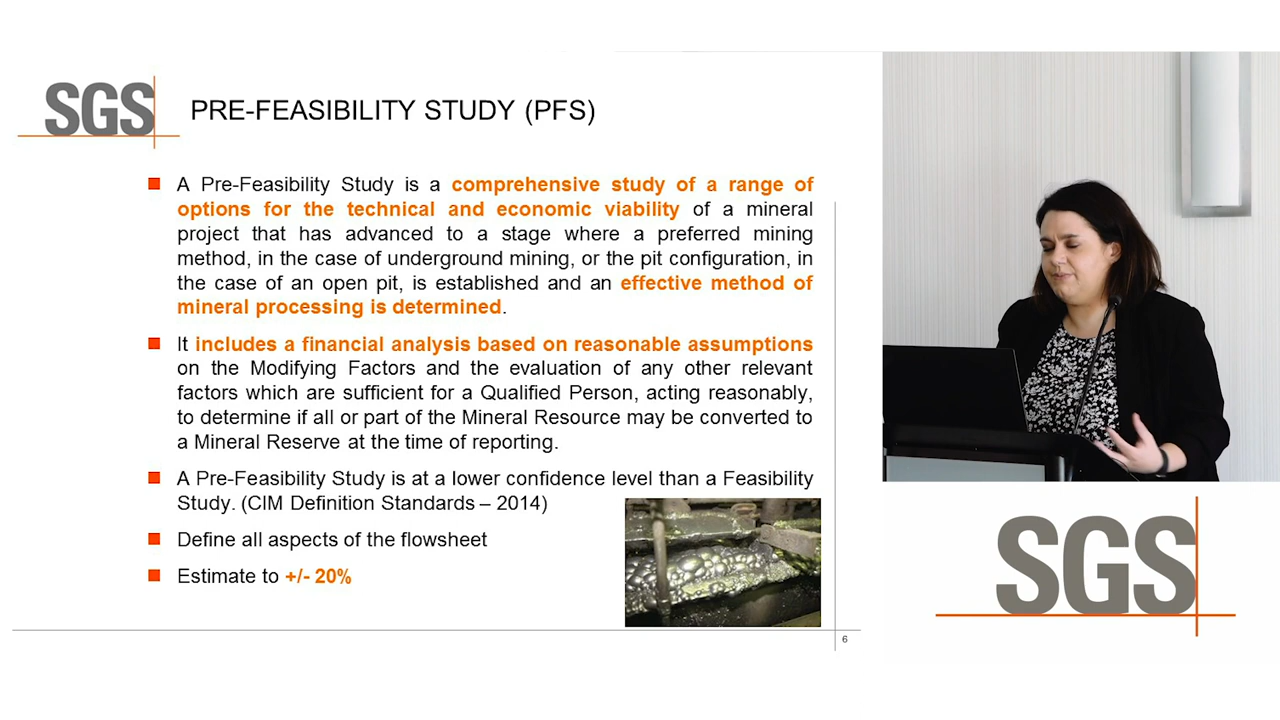 SGS
PRE-FEASIBILITY STUDY (PFS)
A Pre-Feasibility Study is a comprehensive study of a range of
options for the technical and economic viability of a mineral
project that has advanced to a stage where a preferred mining
method, in the case of underground mining, or the pit configuration, in
the case of an open pit, is established and an effective method of
mineral processing is determined.
It includes a financial analysis based on reasonable assumptions
on the Modifying Factors and the evaluation of any other relevant
factors which are sufficient for a Qualified Person, acting reasonably,
to determine if all or part of the Mineral Resource may be converted to
a Mineral Reserve at the time of reporting.
A Pre-Feasibility Study is at a lower confidence level than a Feasibility
Study. (CIM Definition Standards – 2014)
Define all aspects of the flowsheet
Estimate to +/- 20%
6
SGS